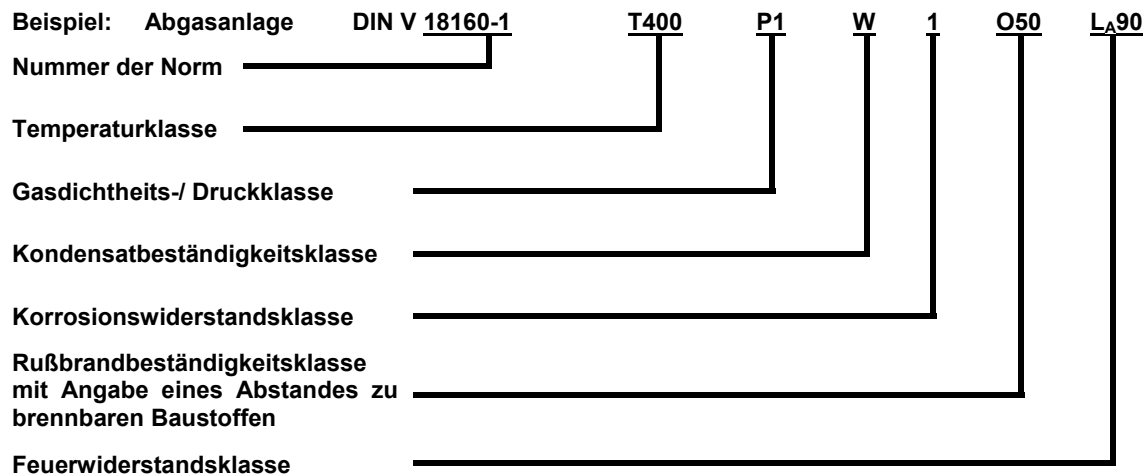 Beispiel: Abgasanlage DIN V 18160-1 T400 P1 W 1 O50 LA90
Nummer der Norm
Temperaturklasse
Gasdichtheits-/ Druckklasse
Kondensatbeständigkeitsklasse
Korrosionswiderstandsklasse
Rußbrandbeständigkeitsklasse
mit Angabe eines Abstandes zu
brennbaren Baustoffen
Feuerwiderstandsklasse